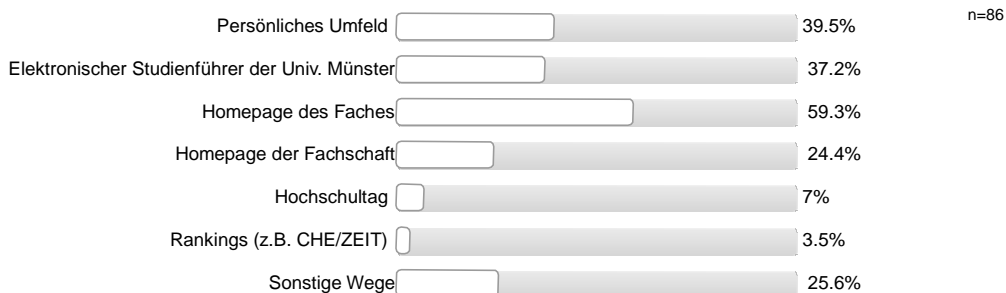 n=86
Persönliches Umfeld 39.5%
Elektronischer Studienführer der Univ. Münster 37.2%
Homepage des Faches 59.3%
Homepage der Fachschaft 24.4%
Hochschultag 7%
Rankings (z.B. CHE/ZEIT) 3.5%
Sonstige Wege 25.6%